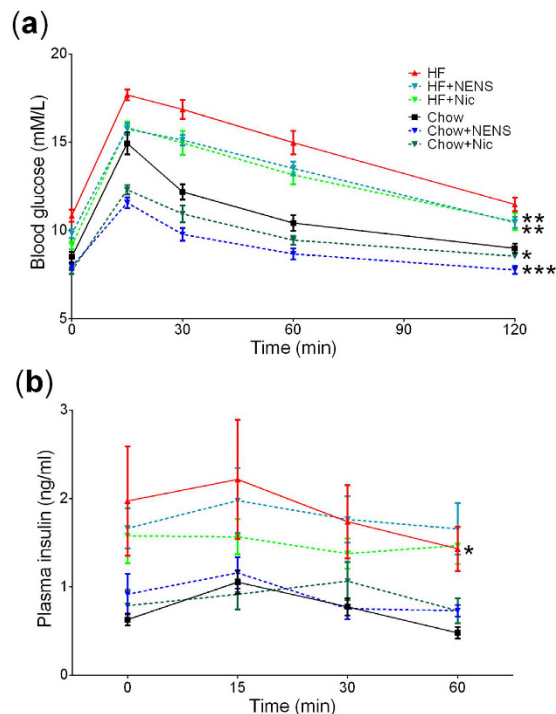 (a)
Blood glucose (mM/L)
20
15
10
5
HF
HF+NENS
HF+Nic
Chow
Chow+NENS
Chow+Nic
**
**
*
***
0
30
60
90
120
Time (min)
(b)
Plasma insulin (ng/ml)
3
2
1
0
*
0
15
30
60
Time (min)